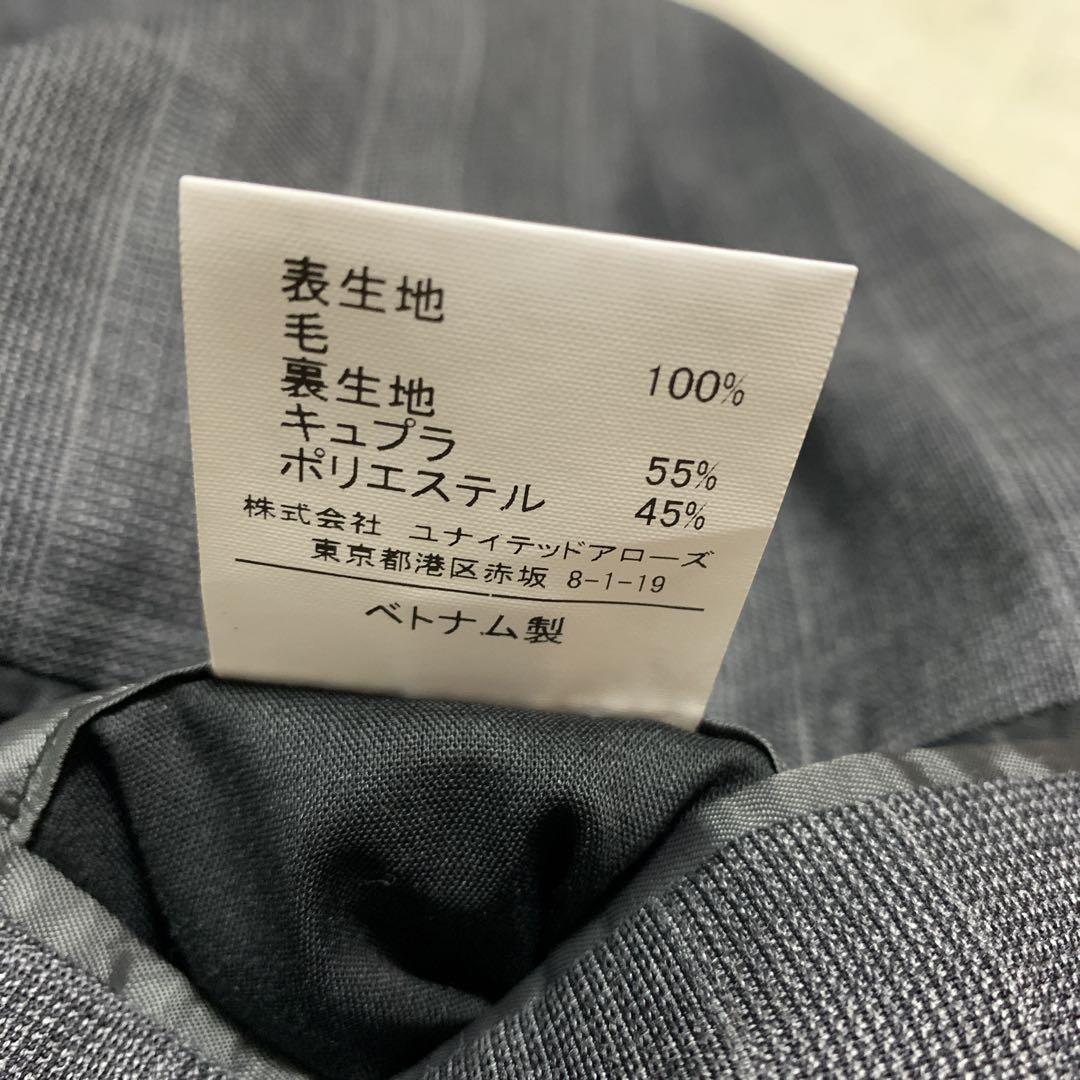 表生地
毛 100%
裏生地
キュプラ 55%
ポリエステル 45%
株式会社 ユナイテッドアローズ
東京都港区赤坂 8-1-19
ベトナム製